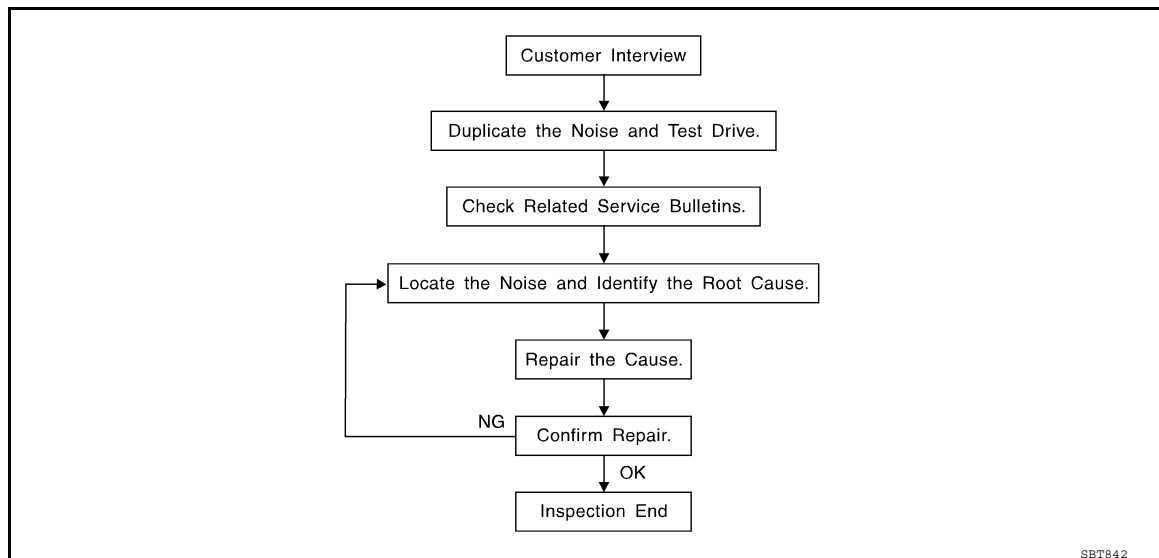 Customer Interview
Duplicate the Noise and Test Drive.
Check Related Service Bulletins.
Locate the Noise and Identify the Root Cause.
Repair the Cause.
NG
Confirm Repair.
OK
Inspection End
SBT842